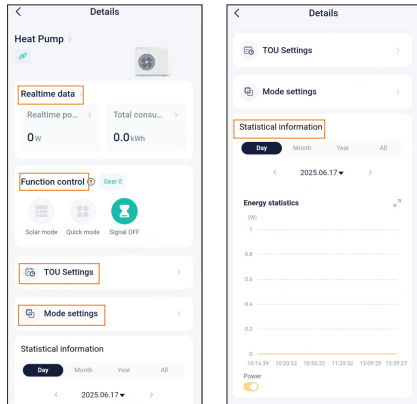 Details
Heat Pump
Realtime data
Realtime po...
Total consu...
0 w
0.0 kWh
Function control
Gear 0
Solar mode
Quick mode
Signal OFF
TOU Settings
Mode settings
Statistical information
Day
Month
Year
All
2025.06.17
Details
TOU Settings
Mode settings
Statistical information
Day
Month
Year
All
2025.06.17
Energy statistics
(W)
1
0.8
0.6
0.4
0.2
0
10:14:39 10:20:32 10:50:32 11:20:32 13:09:25 13:29:27
Power